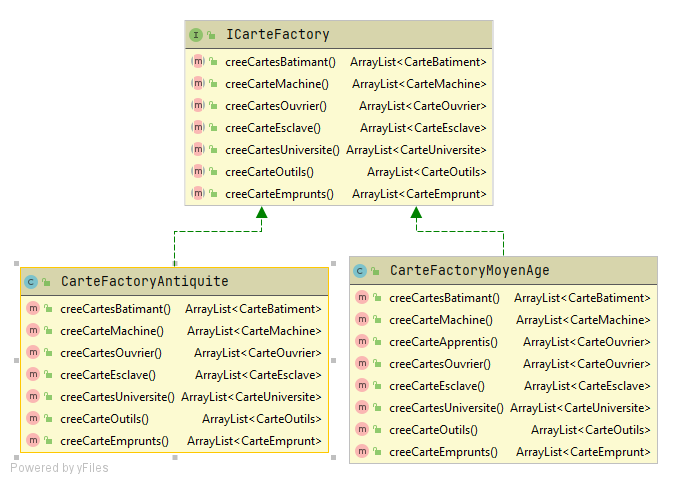 ICarteFactory
creeCartesBatimant() ArrayList<CarteBatiment>
creeCarteMachine() ArrayList<CarteMachine>
creeCartesOuvrier() ArrayList<CarteOuvrier>
creeCarteEsclave() ArrayList<CarteEsclave>
creeCartesUniversite() ArrayList<CarteUniversite>
creeCarteOutils() ArrayList<CarteOutils>
creeCarteEmprunts() ArrayList<CarteEmprunt>
CarteFactoryAntiquite
creeCartesBatimant() ArrayList<CarteBatiment>
creeCarteMachine() ArrayList<CarteMachine>
creeCartesOuvrier() ArrayList<CarteOuvrier>
creeCarteEsclave() ArrayList<CarteEsclave>
creeCartesUniversite() ArrayList<CarteUniversite>
creeCarteOutils() ArrayList<CarteOutils>
creeCarteEmprunts() ArrayList<CarteEmprunt>
CarteFactoryMoyenAge
creeCartesBatimant() ArrayList<CarteBatiment>
creeCarteMachine() ArrayList<CarteMachine>
creeCarteApprentis() ArrayList<CarteOuvrier>
creeCartesOuvrier() ArrayList<CarteOuvrier>
creeCarteEsclave() ArrayList<CarteEsclave>
creeCartesUniversite() ArrayList<CarteUniversite>
creeCarteOutils() ArrayList<CarteOutils>
creeCarteEmprunts() ArrayList<CarteEmprunt>
Powered by yFiles